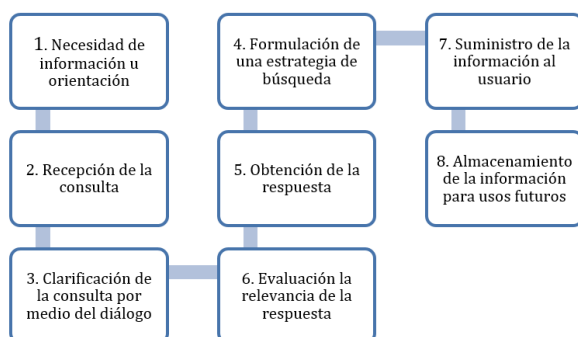 1. Necesidad de
información u
orientación
2. Recepción de la
consulta
3. Clarificación de
la consulta por
medio del diálogo
4. Formulación de
una estrategia de
búsqueda
5. Obtención de la
respuesta
6. Evaluación la
relevancia de la
respuesta
7. Suministro de la
información al
usuario
8. Almacenamiento
de la información
para usos futuros